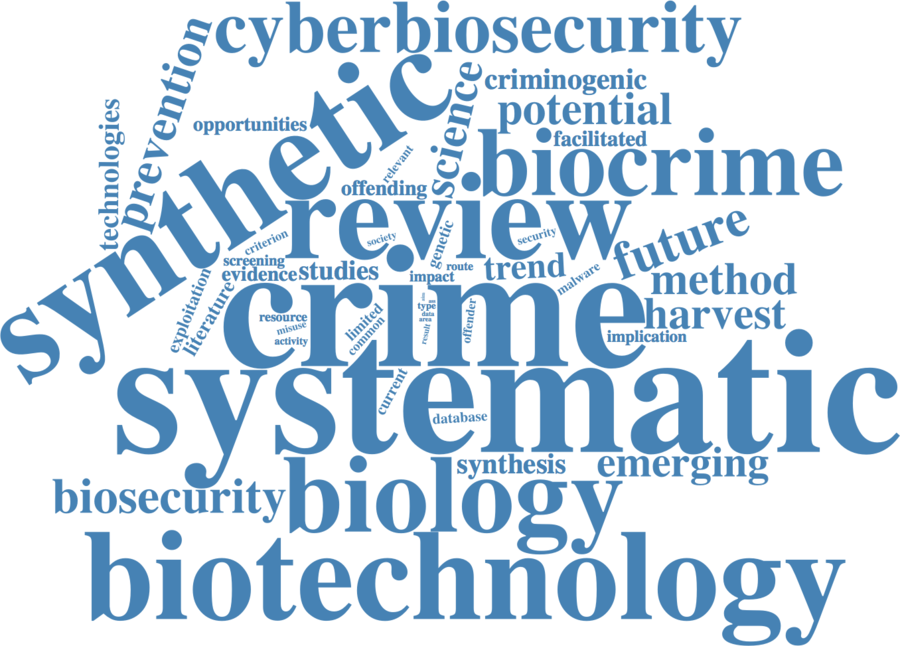 cyberbiosecurity
prevention
synthetic
science
criminogenic
technologies
opportunities
potential
facilitated
relevant
biocrime
offending
review
criterion
society
genetic
security
future
screening
evidence
studies
impact
route
trend
malware
method
exploitation
literature
crime
harvest
resource
misuse
activity
limited
common
aim
type
data
area
result
offender
implication
systematic
current
database
synthesis
emerging
biosecurity
biology
biotechnology